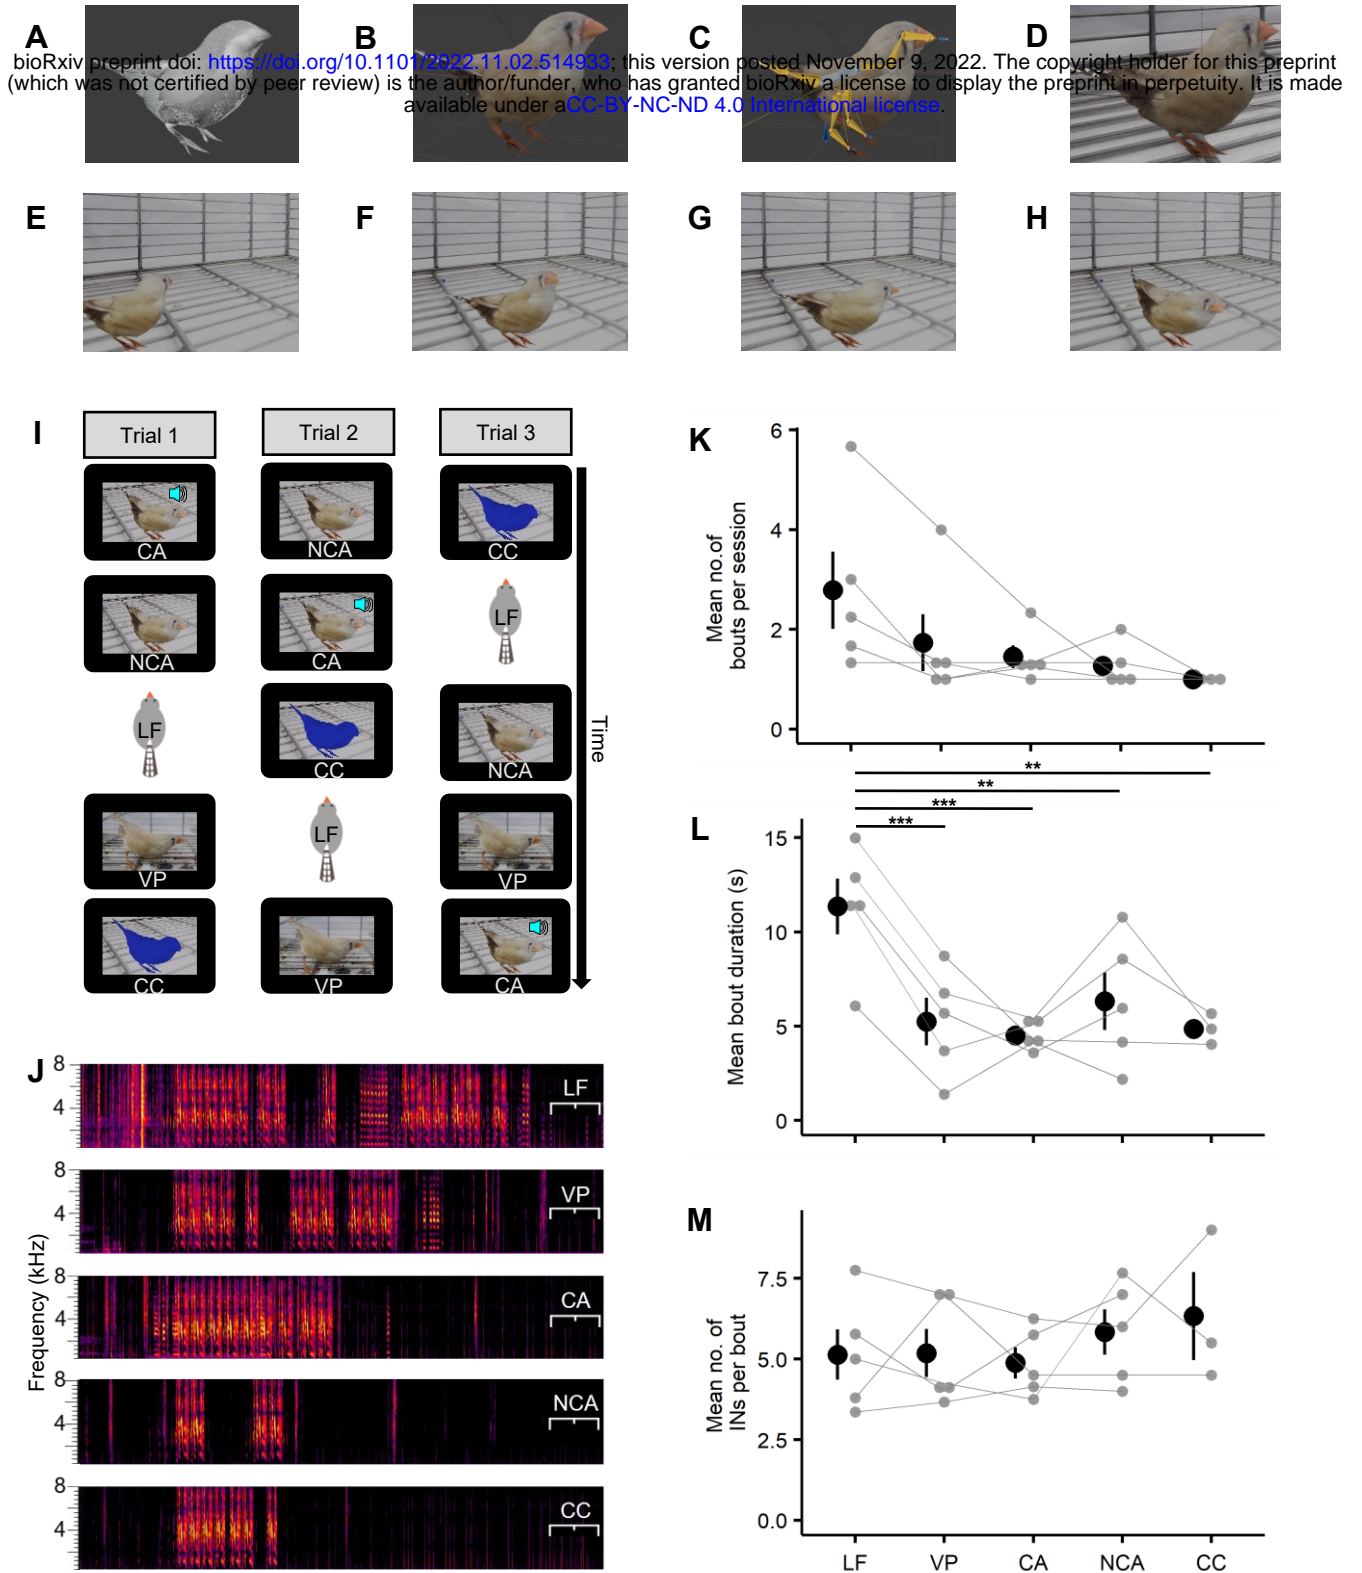 A
B
C
D
bioRxiv preprint doi: https://doi.org/10.1101/2022.11.02.514933; this version posted November 9, 2022. The copyright holder for this preprint
(which was not certified by peer review) is the author/funder, who has granted bioRxiv a license to display the preprint in perpetuity. It is made
available under aCC-BY-NC-ND 4.0 International license.
E
F
G
H
I
Trial 1
Trial 2
Trial 3
CA
NCA
CC
NCA
CA
LF
LF
CC
NCA
VP
LF
VP
CC
VP
CA
Time
J
Frequency (kHz)
8
4
LF
8
4
VP
8
4
CA
8
4
NCA
8
4
CC
K
Mean no.of
bouts per session
6
4
2
0
**
**
***
***
L
Mean bout duration (s)
15
10
5
0
M
Mean no. of
INs per bout
7.5
5.0
2.5
0.0
LF
VP
CA
NCA
CC